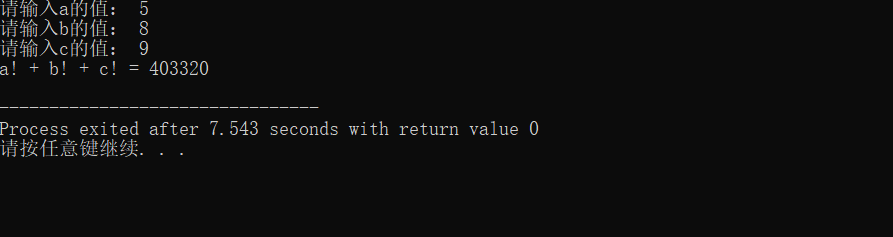 请输入a的值： 5
请输入b的值： 8
请输入c的值： 9
a! + b! + c! = 403320
--------------------------------
Process exited after 7.543 seconds with return value 0
请按任意键继续. . .